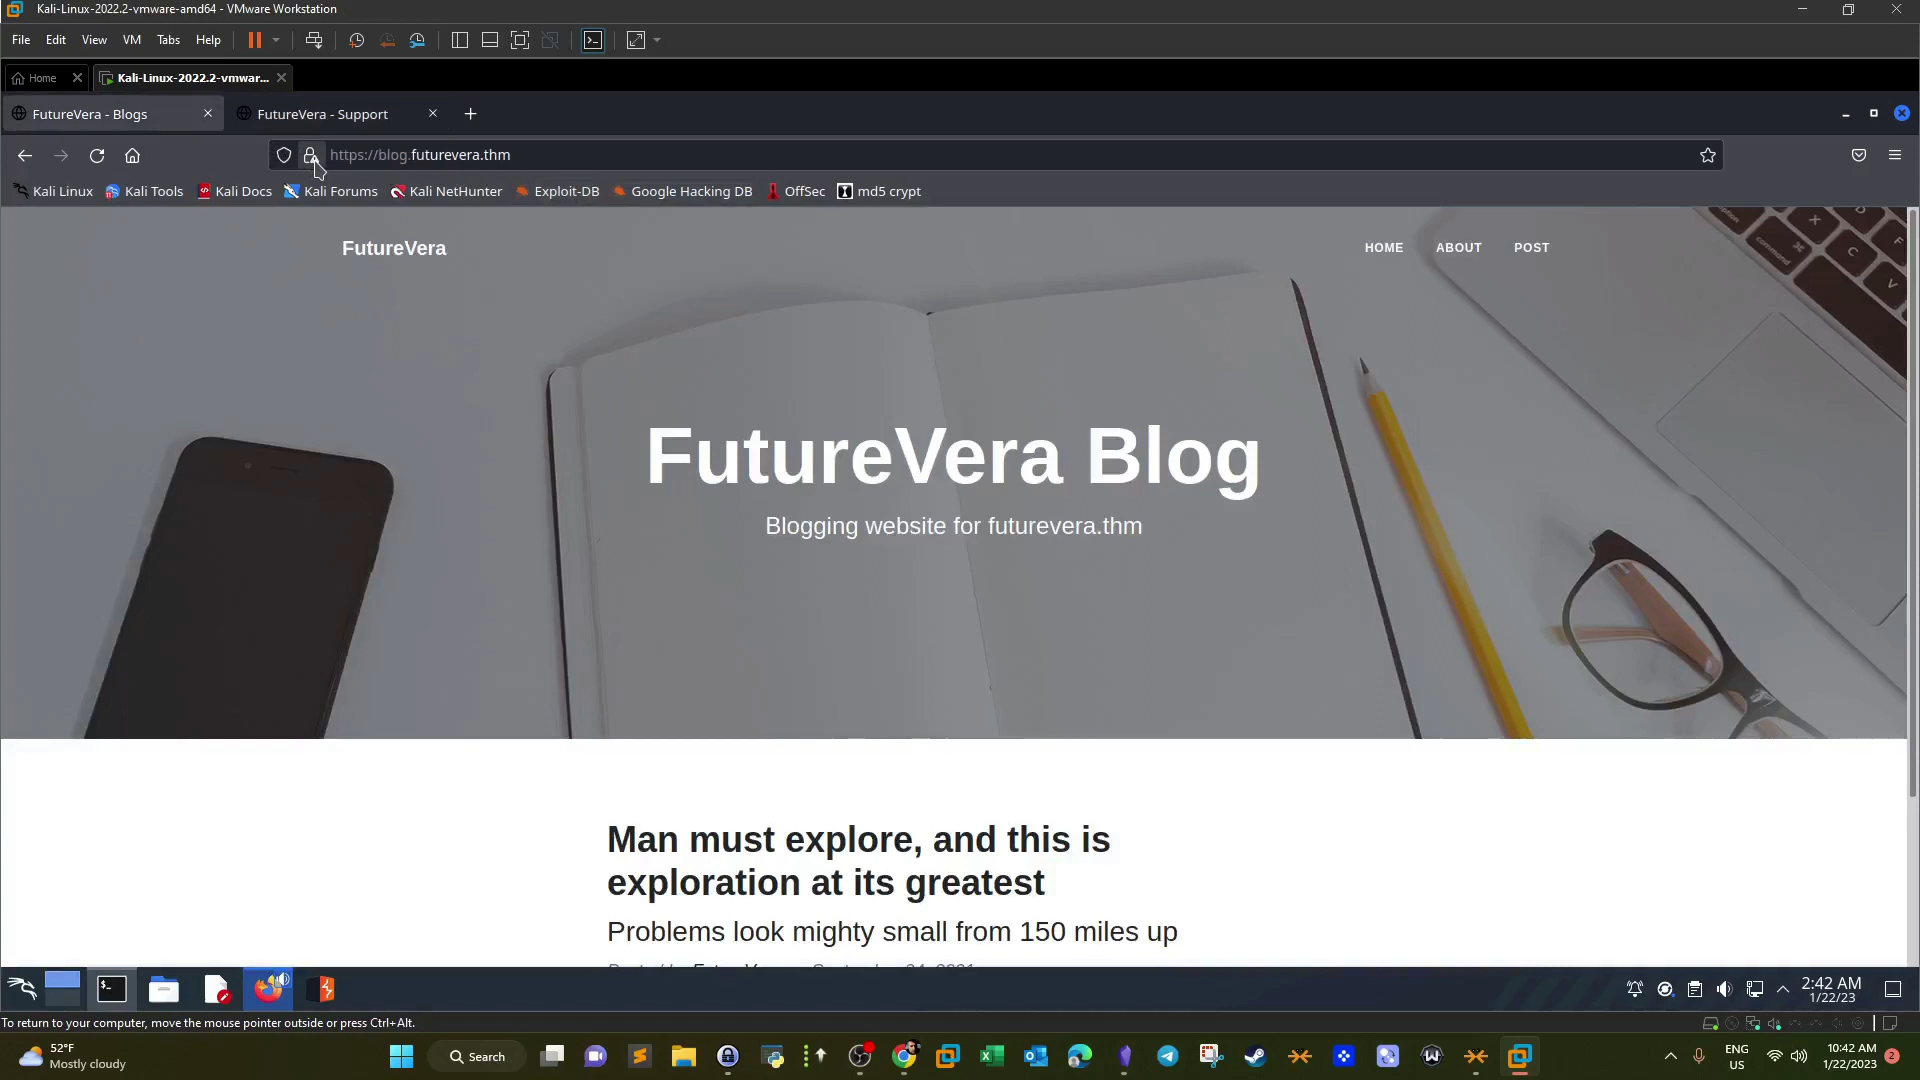 Kali-Linux-2022.2-vmware-amd64 - VMware Workstation
File Edit View VM Tabs Help
Home Kali-Linux-2022.2-vmwar...
FutureVera - Blogs FutureVera - Support
https://blog.futurevera.thm
Kali Linux Kali Tools Kali Docs Kali Forums Kali NetHunter Exploit-DB Google Hacking DB OffSec md5 crypt
FutureVera HOME ABOUT POST
FutureVera Blog
Blogging website for futurevera.thm
Man must explore, and this is
exploration at its greatest
Problems look mighty small from 150 miles up
2:42 AM
1/22/23
To return to your computer, move the mouse pointer outside or press Ctrl+Alt.
52°F
Mostly cloudy
Search
ENG
US
10:42 AM
1/22/2023
2